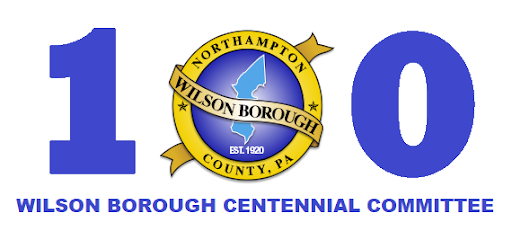 1 0
NORTHAMPTON
WILSON BOROUGH
EST. 1920
COUNTY, PA
WILSON BOROUGH CENTENNIAL COMMITTEE